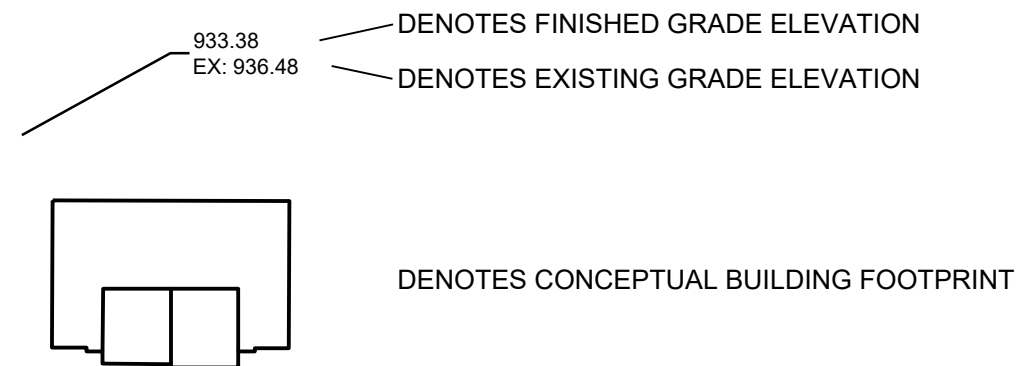 DENOTES FINISHED GRADE ELEVATION
933.38
EX: 936.48
DENOTES EXISTING GRADE ELEVATION
DENOTES CONCEPTUAL BUILDING FOOTPRINT